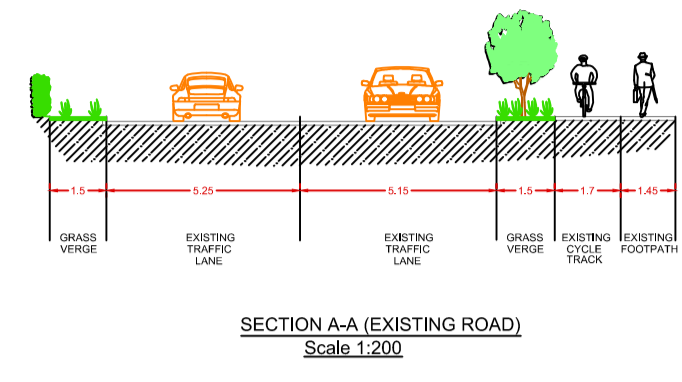 1.5 5.25 5.15 1.5 1.7 1.45
GRASS
VERGE
EXISTING
TRAFFIC
LANE
EXISTING
TRAFFIC
LANE
GRASS
VERGE
EXISTING
CYCLE
TRACK
EXISTING
FOOTPATH
SECTION A-A (EXISTING ROAD)
Scale 1:200